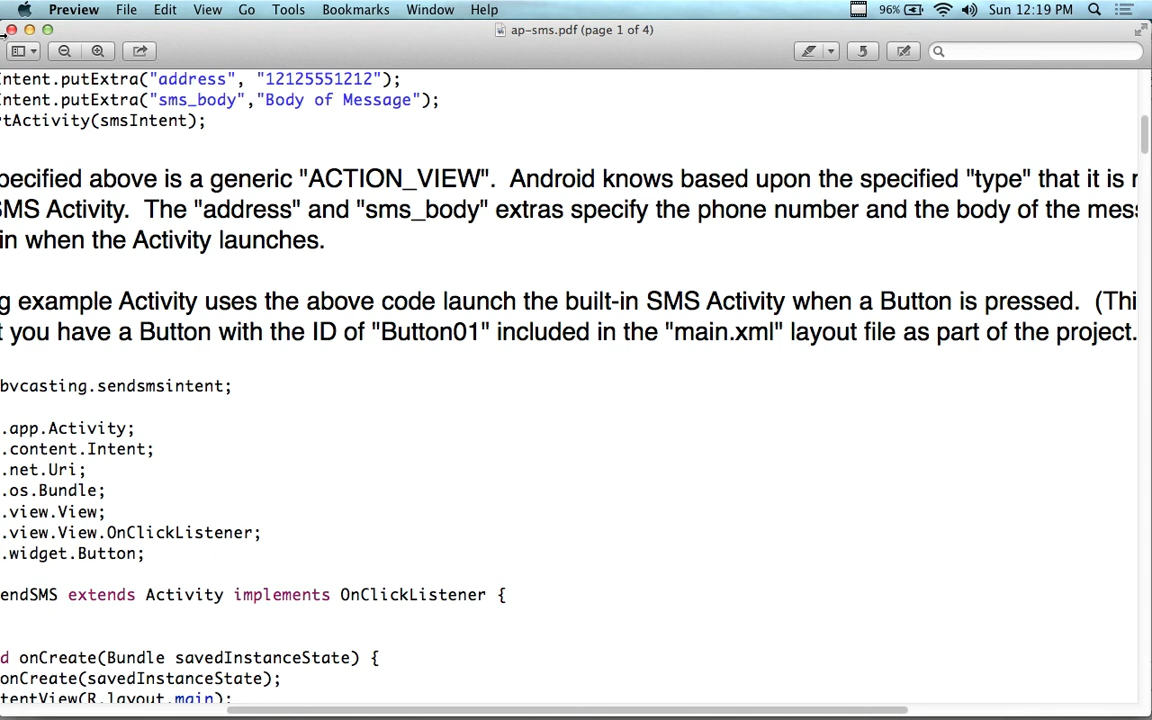 Preview File Edit View Go Tools Bookmarks Window Help 96% Sun 12:19 PM
ap-sms.pdf (page 1 of 4)
ntent.putExtra("address", "12125551212");
ntent.putExtra("sms_body","Body of Message");
rtActivity(smsIntent);
pecified above is a generic "ACTION_VIEW".  Android knows based upon the specified "type" that it is
SMS Activity.  The "address" and "sms_body" extras specify the phone number and the body of the mes
in when the Activity launches.
g example Activity uses the above code launch the built-in SMS Activity when a Button is pressed.  (Thi
t you have a Button with the ID of "Button01" included in the "main.xml" layout file as part of the project.
bvcasting.sendsmsintent;
.app.Activity;
.content.Intent;
.net.Uri;
.os.Bundle;
.view.View;
.view.View.OnClickListener;
.widget.Button;
endSMS extends Activity implements OnClickListener {
d onCreate(Bundle savedInstanceState) {
onCreate(savedInstanceState);
tentView(R.layout.main);